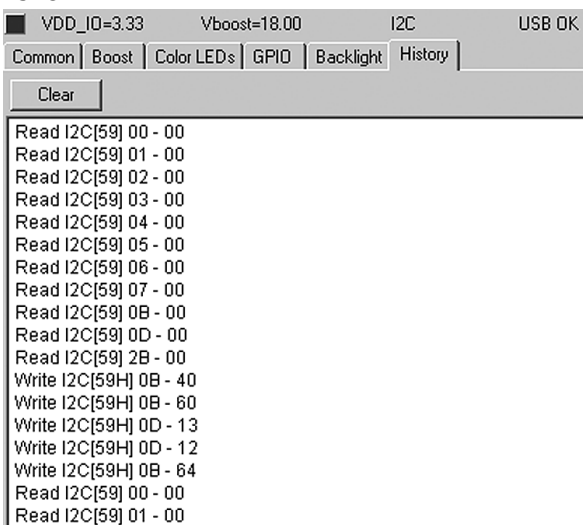 VDD_IO=3.33 Vboost=18.00 I2C USB OK
Common Boost Color LEDs GPIO Backlight History
Clear
Read I2C[59] 00 - 00
Read I2C[59] 01 - 00
Read I2C[59] 02 - 00
Read I2C[59] 03 - 00
Read I2C[59] 04 - 00
Read I2C[59] 05 - 00
Read I2C[59] 06 - 00
Read I2C[59] 07 - 00
Read I2C[59] 0B - 00
Read I2C[59] 0D - 00
Read I2C[59] 2B - 00
Write I2C[59H] 0B - 40
Write I2C[59H] 0B - 60
Write I2C[59H] 0D - 13
Write I2C[59H] 0D - 12
Write I2C[59H] 0B - 64
Read I2C[59] 00 - 00
Read I2C[59] 01 - 00